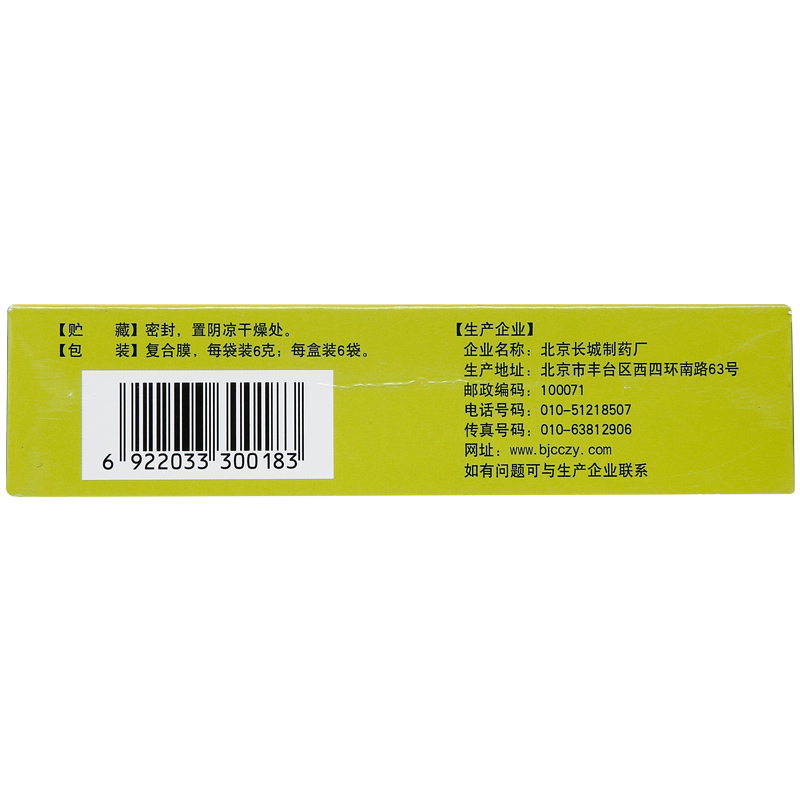 【贮　　藏】密封，置阴凉干燥处。
【包　　装】复合膜，每袋装6克；每盒装6袋。
6 922033 300183
【生产企业】
企业名称：北京长城制药厂
生产地址：北京市丰台区西四环南路63号
邮政编码：100071
电话号码：010-51218507
传真号码：010-63812906
网址：www.bjcczy.com
如有问题可与生产企业联系